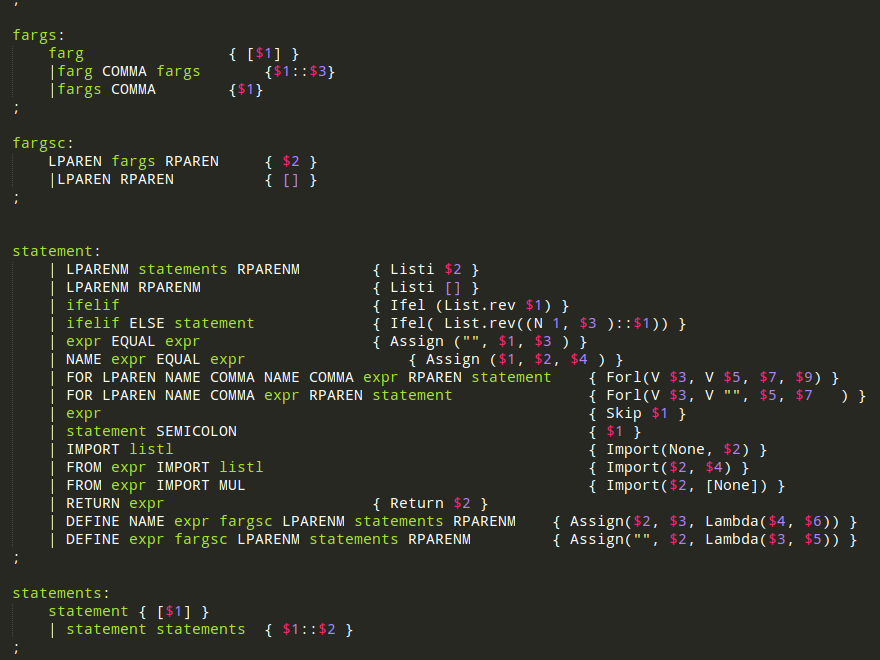 ;
fargs:
    farg                { [$1] }
    |farg COMMA fargs       {$1::$3}
    |fargs COMMA        {$1}
;
fargsc:
    LPAREN fargs RPAREN     { $2 }
    |LPAREN RPAREN          { [] }
;
statement:
    | LPARENM statements RPARENM        { Listi $2 }
    | LPARENM RPARENM                   { Listi [] }
    | ifelif                            { Ifel (List.rev $1) }
    | ifelif ELSE statement             { Ifel( List.rev((N 1, $3 )::$1)) }
    | expr EQUAL expr                   { Assign ("", $1, $3 ) }
    | NAME expr EQUAL expr                  { Assign ($1, $2, $4 ) }
    | FOR LPAREN NAME COMMA NAME COMMA expr RPAREN statement    { Forl(V $3, V $5, $7, $9) }
    | FOR LPAREN NAME COMMA expr RPAREN statement               { Forl(V $3, V "", $5, $7   ) }
    | expr                                                      { Skip $1 }
    | statement SEMICOLON                                       { $1 }
    | IMPORT listl                                              { Import(None, $2) }
    | FROM expr IMPORT listl                                    { Import($2, $4) }
    | FROM expr IMPORT MUL                                      { Import($2, [None]) }
    | RETURN expr                       { Return $2 }
    | DEFINE NAME expr fargsc LPARENM statements RPARENM    { Assign($2, $3, Lambda($4, $6)) }
    | DEFINE expr fargsc LPARENM statements RPARENM         { Assign("", $2, Lambda($3, $5)) }
;
statements:
    statement { [$1] }
    | statement statements  { $1::$2 }
;